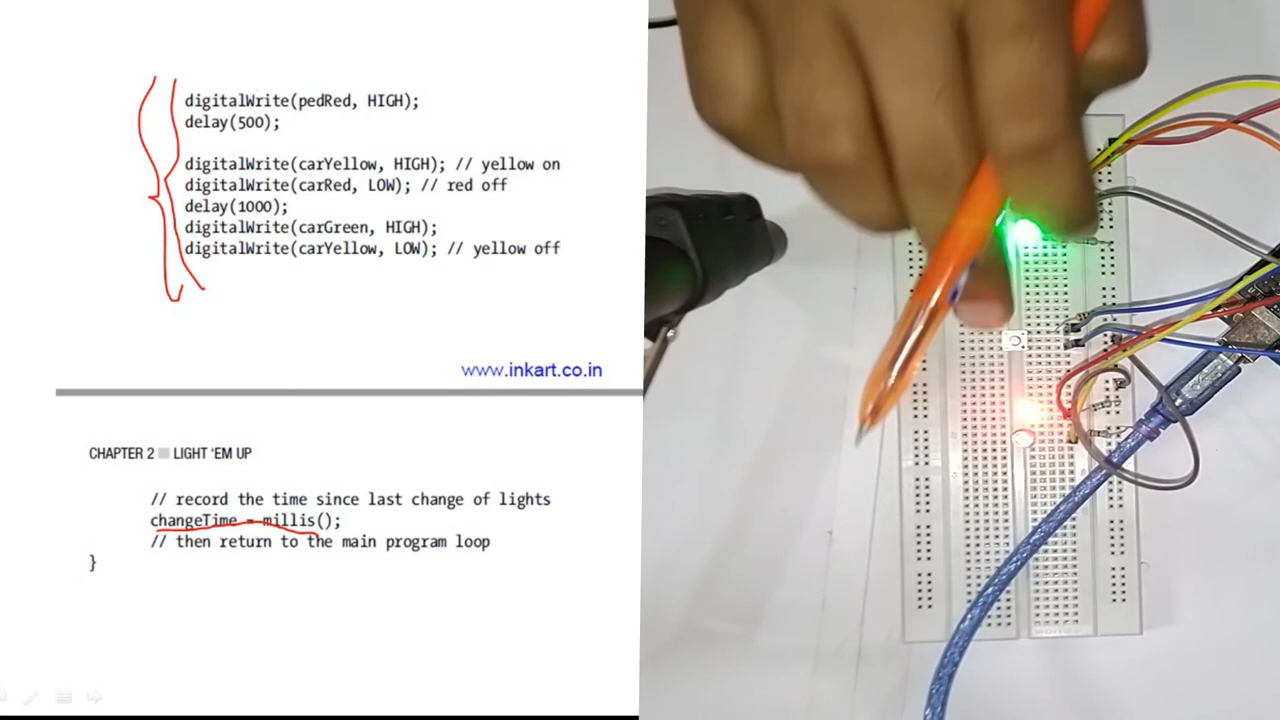 digitalWrite(pedRed, HIGH);
delay(500);
digitalWrite(carYellow, HIGH); // yellow on
digitalWrite(carRed, LOW); // red off
delay(1000);
digitalWrite(carGreen, HIGH);
digitalWrite(carYellow, LOW); // yellow off
www.inkart.co.in
CHAPTER 2 ■ LIGHT 'EM UP
// record the time since last change of lights
changeTime = millis();
// then return to the main program loop
}